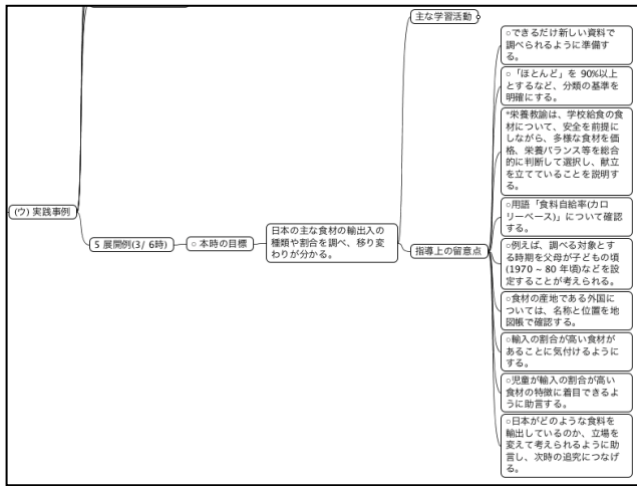 (ウ) 実践事例
5 展開例(3/ 6時)
○ 本時の目標
日本の主な食材の輸出入の
種類や割合を調べ、移り変
わりが分かる。
主な学習活動
指導上の留意点
○できるだけ新しい資料で
調べられるように準備す
る。
○「ほとんど」を 90%以上
とするなど、分類の基準を
明確にする。
*栄養教諭は、学校給食の食
材について、安全を前提に
しながら、多様な食材を価
格、栄養バランス等を総合
的に判断して選択し、献立
を立てていることを説明す
る。
○用語「食料自給率(カロ
リーベース)」について確認
する。
○例えば、調べる対象とす
る時期を父母が子どもの頃
(1970 ~ 80 年頃)などを設
定することが考えられる。
○食材の産地である外国に
ついては、名称と位置を地
図帳で確認する。
○輸入の割合が高い食材が
あることに気付けるように
する。
○児童が輸入の割合が高い
食材の特徴に着目できるよ
うに助言する。
○日本がどのような食料を
輸出しているのか、立場を
変えて考えられるように助
言し、次時の追究につなげ
る。